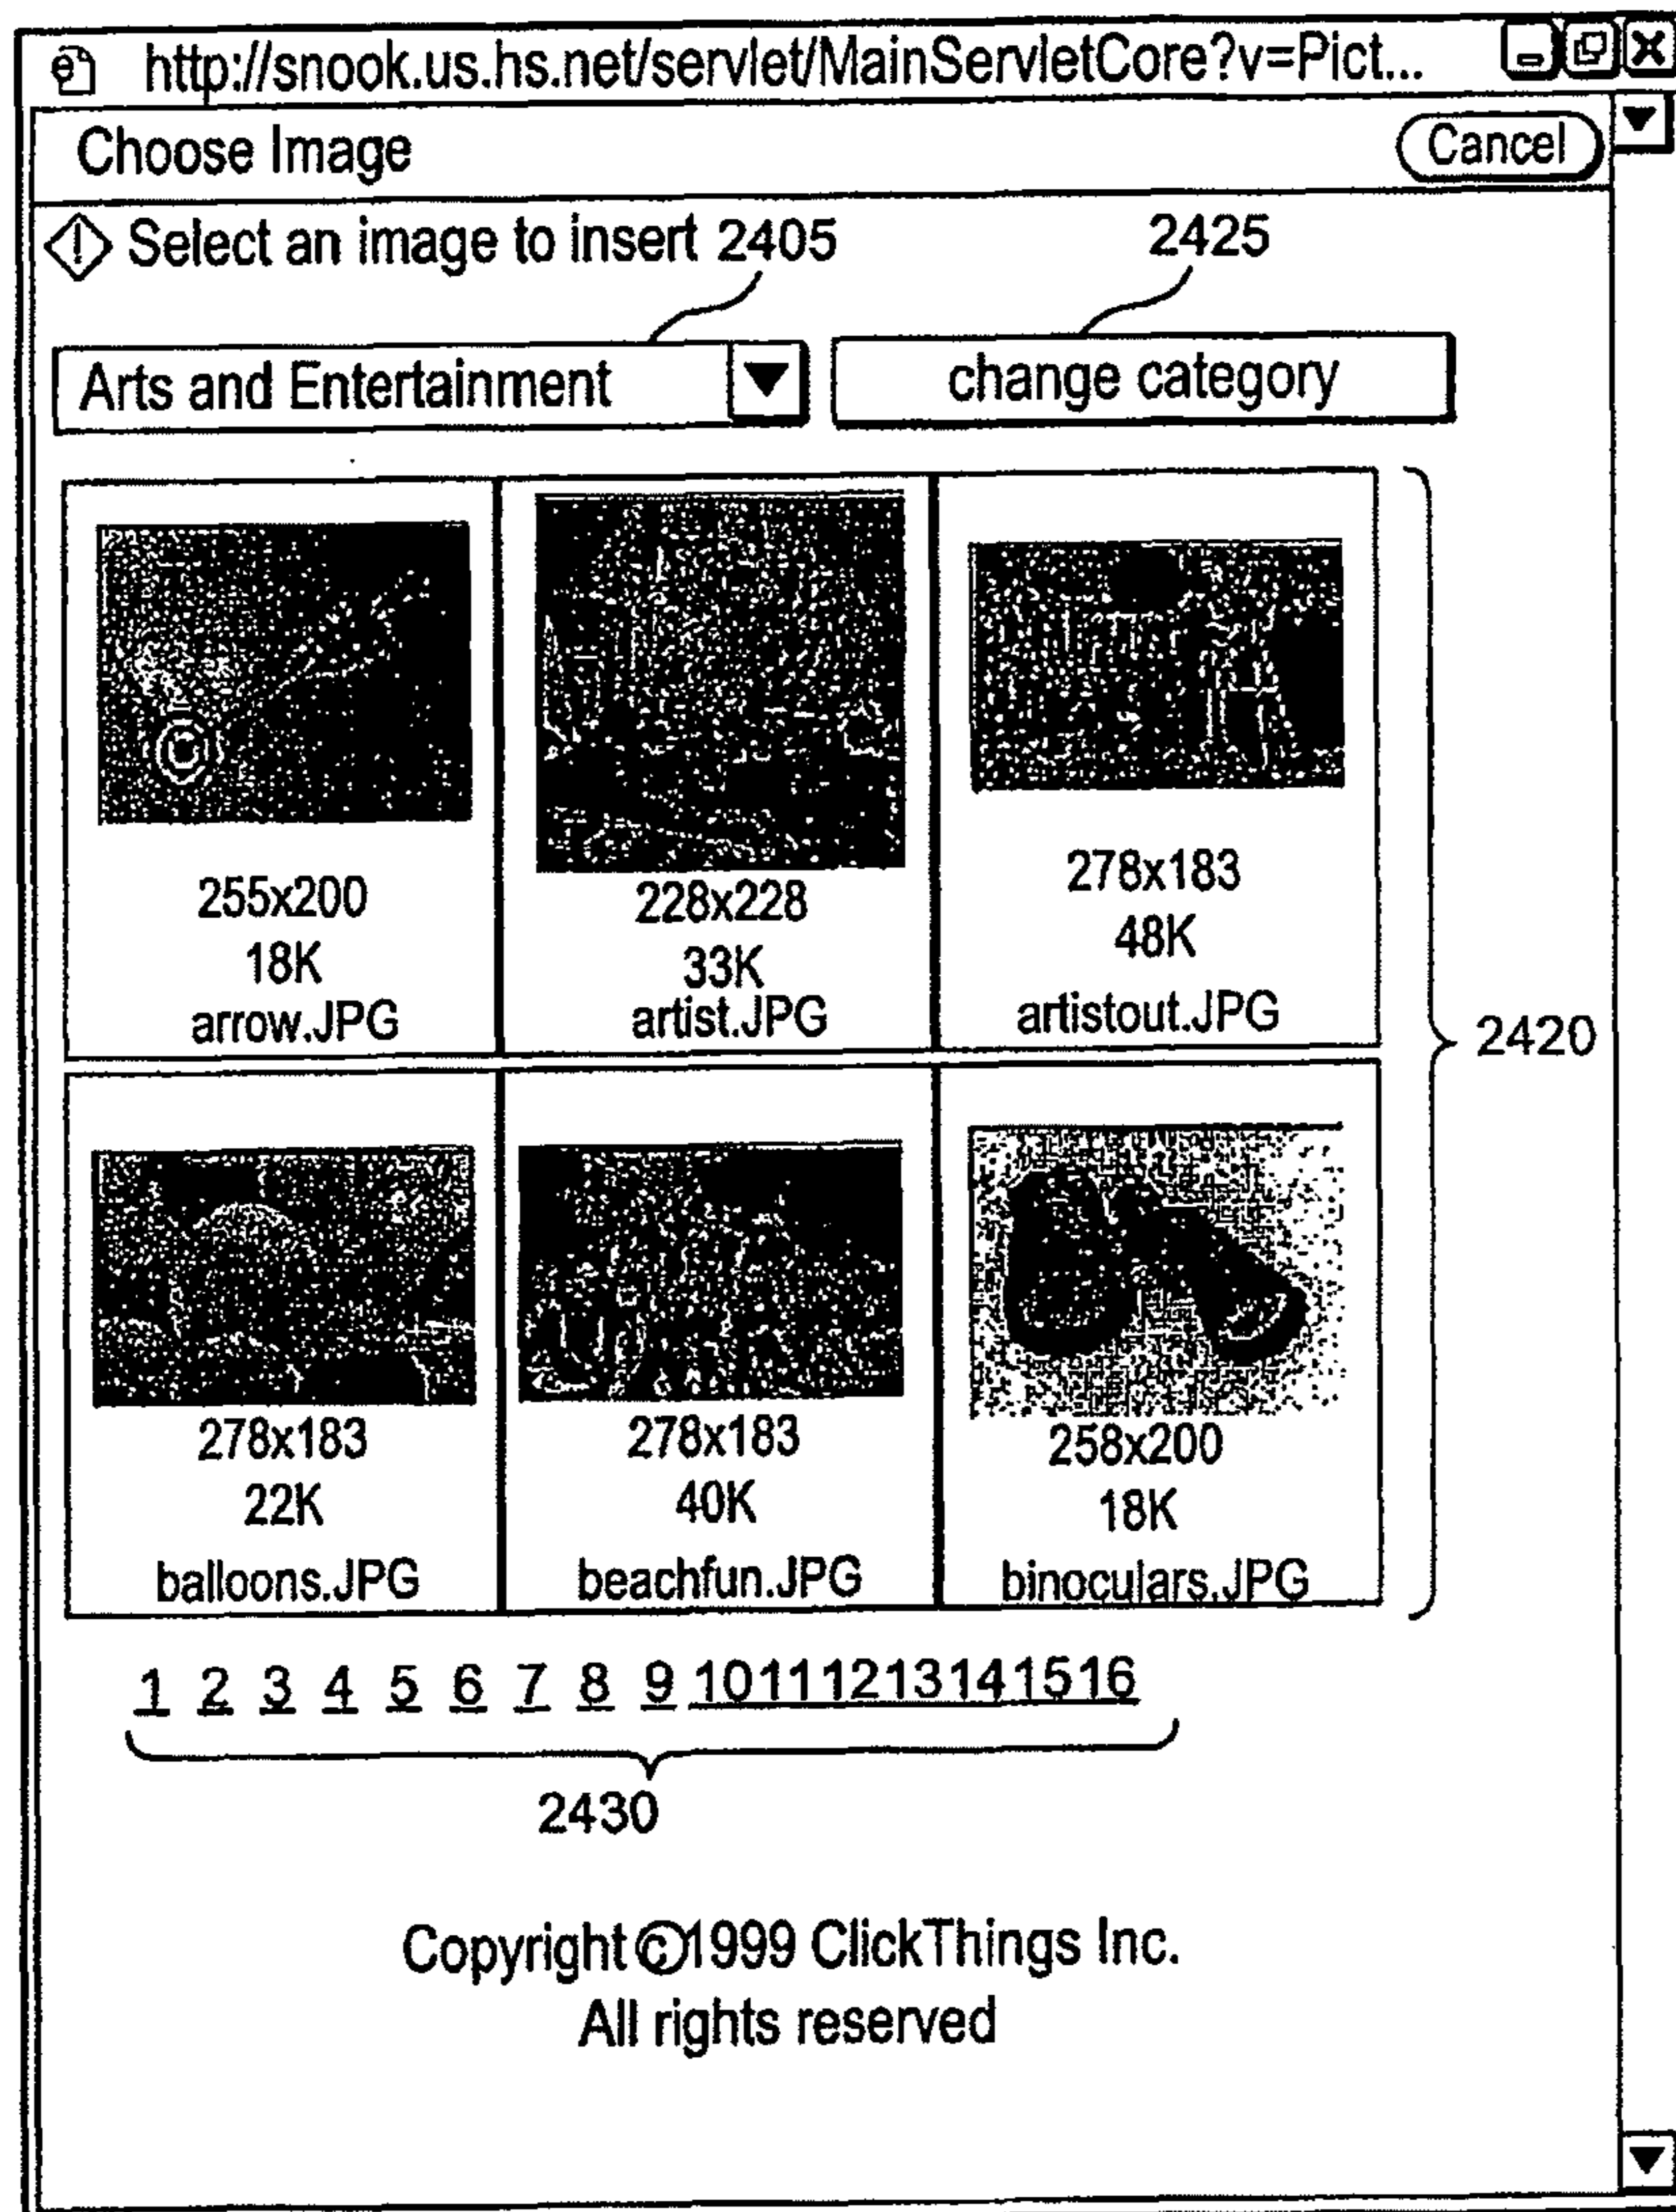 http://snook.us.hs.net/servlet/MainServletCore?v=Pict...
Choose Image Cancel
Select an image to insert 2405 2425
Arts and Entertainment change category
255x200 228x228 278x183
18K 33K 48K
arrow.JPG artist.JPG artistout.JPG
2420
278x183 278x183 258x200
22K 40K 18K
balloons.JPG beachfun.JPG binoculars.JPG
1 2 3 4 5 6 7 8 9 10111213141516
2430
Copyright ©1999 ClickThings Inc.
All rights reserved